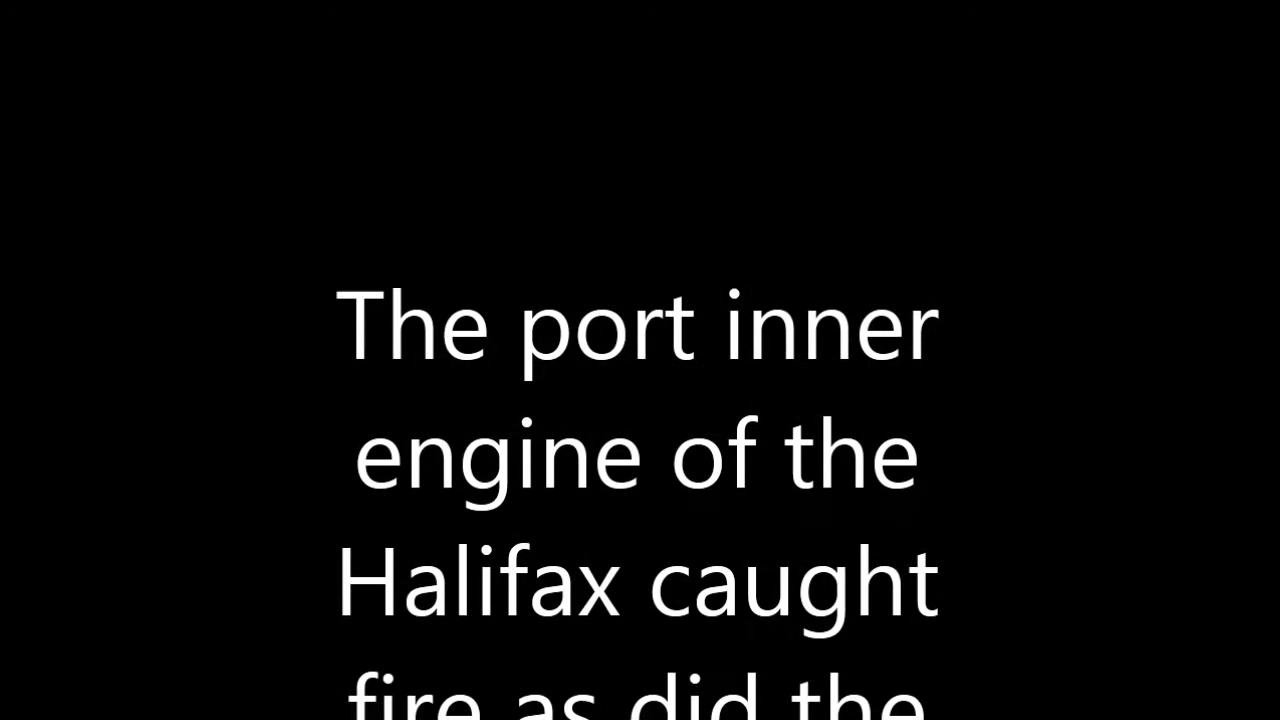 The port inner
engine of the
Halifax caught
fire as did the